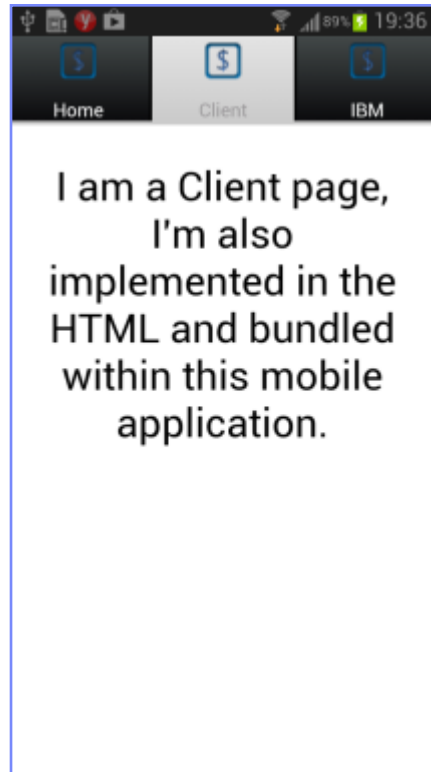 89% 19:36
$ $ $
Home Client IBM
I am a Client page,
I'm also
implemented in the
HTML and bundled
within this mobile
application.